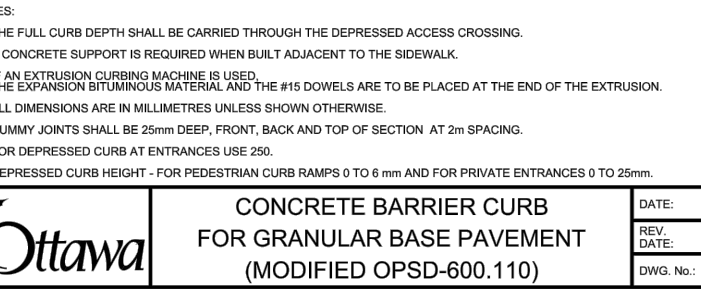 ES:
HE FULL CURB DEPTH SHALL BE CARRIED THROUGH THE DEPRESSED ACCESS CROSSING.
CONCRETE SUPPORT IS REQUIRED WHEN BUILT ADJACENT TO THE SIDEWALK.
AN EXTRUSION CURBING MACHINE IS USED,
HE EXPANSION BITUMINOUS MATERIAL AND THE #15 DOWELS ARE TO BE PLACED AT THE END OF THE EXTRUSION.
LL DIMENSIONS ARE IN MILLIMETRES UNLESS SHOWN OTHERWISE.
UMMY JOINTS SHALL BE 25mm DEEP, FRONT, BACK AND TOP OF SECTION AT 2m SPACING.
OR DEPRESSED CURB AT ENTRANCES USE 250.
EPRESSED CURB HEIGHT - FOR PEDESTRIAN CURB RAMPS 0 TO 6 mm AND FOR PRIVATE ENTRANCES 0 TO 25mm.
Ottawa
CONCRETE BARRIER CURB
FOR GRANULAR BASE PAVEMENT
(MODIFIED OPSD-600.110)
DATE:
REV.
DATE:
DWG. No.: